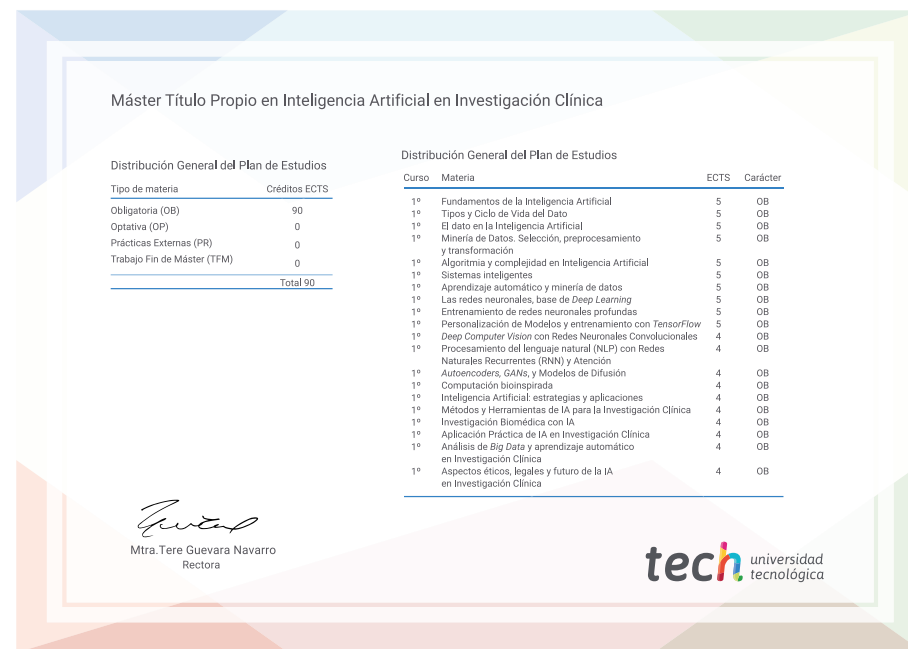 Máster Título Propio en Inteligencia Artificial en Investigación Clínica
Distribución General del Plan de Estudios
Tipo de materia Créditos ECTS
Obligatoria (OB) 90
Optativa (OP) 0
Prácticas Externas (PR) 0
Trabajo Fin de Máster (TFM) 0
Total 90
Distribución General del Plan de Estudios
Curso Materia ECTS Carácter
1º Fundamentos de la Inteligencia Artificial 5 OB
1º Tipos y Ciclo de Vida del Dato 5 OB
1º El dato en la Inteligencia Artificial 5 OB
1º Minería de Datos. Selección, preprocesamiento 5 OB
y transformación
1º Algoritmia y complejidad en Inteligencia Artificial 5 OB
1º Sistemas inteligentes 5 OB
1º Aprendizaje automático y minería de datos 5 OB
1º Las redes neuronales, base de Deep Learning 5 OB
1º Entrenamiento de redes neuronales profundas 5 OB
1º Personalización de Modelos y entrenamiento con TensorFlow 5 OB
1º Deep Computer Vision con Redes Neuronales Convolucionales 4 OB
1º Procesamiento del lenguaje natural (NLP) con Redes 4 OB
Naturales Recurrentes (RNN) y Atención
1º Autoencoders, GANs, y Modelos de Difusión 4 OB
1º Computación bioinspirada 4 OB
1º Inteligencia Artificial: estrategias y aplicaciones 4 OB
1º Métodos y Herramientas de IA para la Investigación Clínica 4 OB
1º Investigación Biomédica con IA 4 OB
1º Aplicación Práctica de IA en Investigación Clínica 4 OB
1º Análisis de Big Data y aprendizaje automático 4 OB
en Investigación Clínica
1º Aspectos éticos, legales y futuro de la IA 4 OB
en Investigación Clínica
Mtra.Tere Guevara Navarro
Rectora
tech universidad
tecnológica